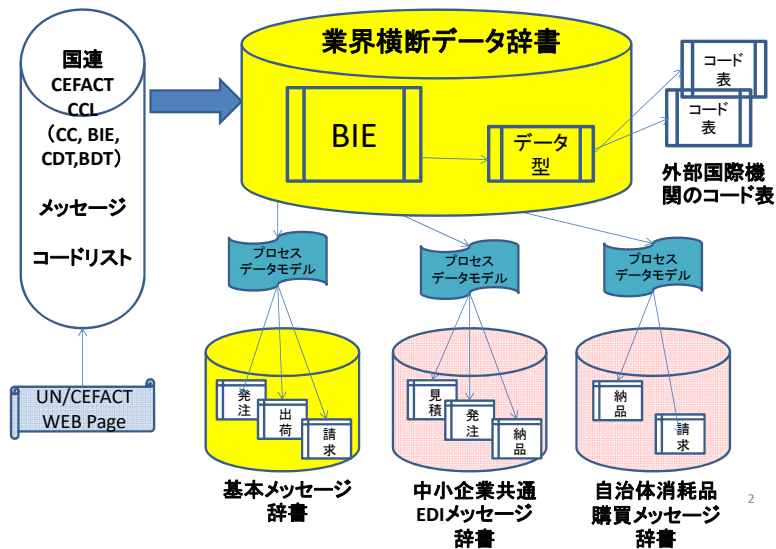 国連
CEFACT
CCL
（CC, BIE,
CDT,BDT）
メッセージ
コードリスト
UN/CEFACT
WEB Page
業界横断データ辞書
BIE
データ
型
コード
表
コード
表
外部国際機
関のコード表
プロセス
データモデル
プロセス
データモデル
プロセス
データモデル
発
注
出
荷
請
求
見
積
発
注
納
品
納
品
請
求
基本メッセージ
辞書
中小企業共通
EDIメッセージ
辞書
自治体消耗品
購買メッセージ
辞書
2